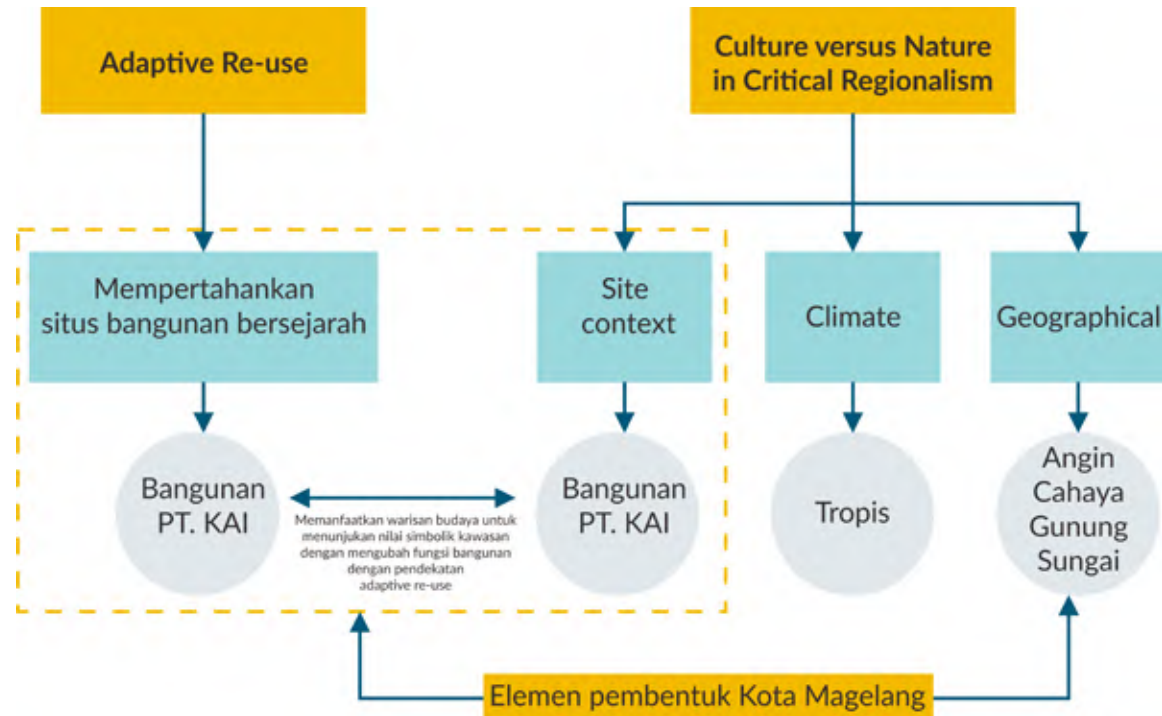 Adaptive Re-use
Culture versus Nature
in Critical Regionalism
Mempertahankan
situs bangunan bersejarah
Site
context
Climate
Geographical
Bangunan
PT. KAI
Memanfaatkan warisan budaya untuk
menunjukan nilai simbolik kawasan
dengan mengubah fungsi bangunan
dengan pendekatan
adaptive re-use
Bangunan
PT. KAI
Tropis
Angin
Cahaya
Gunung
Sungai
Elemen pembentuk Kota Magelang